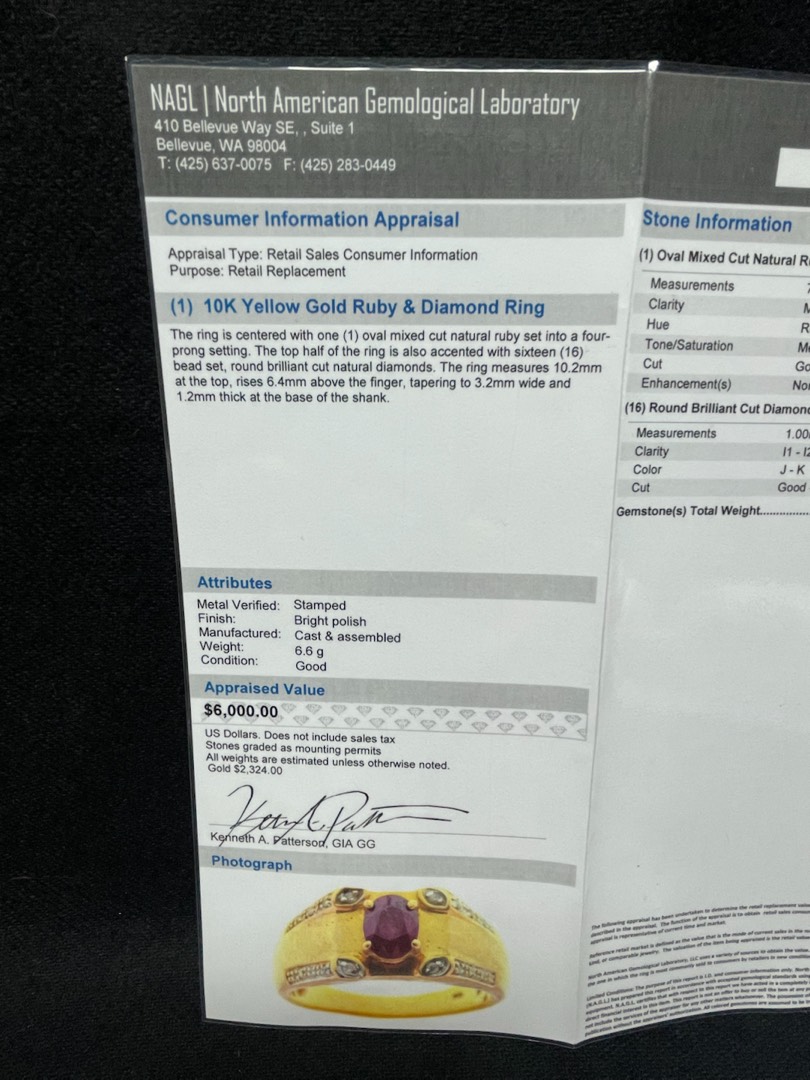 NAGL | North American Gemological Laboratory
410 Bellevue Way SE, , Suite 1
Bellevue, WA 98004
T: (425) 637-0075 F: (425) 283-0449
Consumer Information Appraisal
Appraisal Type: Retail Sales Consumer Information
Purpose: Retail Replacement
(1) 10K Yellow Gold Ruby & Diamond Ring
The ring is centered with one (1) oval mixed cut natural ruby set into a four-
prong setting. The top half of the ring is also accented with sixteen (16)
bead set, round brilliant cut natural diamonds. The ring measures 10.2mm
at the top, rises 6.4mm above the finger, tapering to 3.2mm wide and
1.2mm thick at the base of the shank.
Attributes
Metal Verified: Stamped
Finish: Bright polish
Manufactured: Cast & assembled
Weight: 6.6 g
Condition: Good
Appraised Value
$6,000.00
US Dollars. Does not include sales tax
Stones graded as mounting permits
All weights are estimated unless otherwise noted.
Gold $2,324.00
Kenneth A. Patterson, GIA GG
Photograph
Stone Information
(1) Oval Mixed Cut Natural R
Measurements
Clarity M
Hue R
Tone/Saturation Me
Cut Go
Enhancement(s) Non
(16) Round Brilliant Cut Diamond
Measurements 1.00
Clarity I1 - I2
Color J - K
Cut Good
Gemstone(s) Total Weight..............